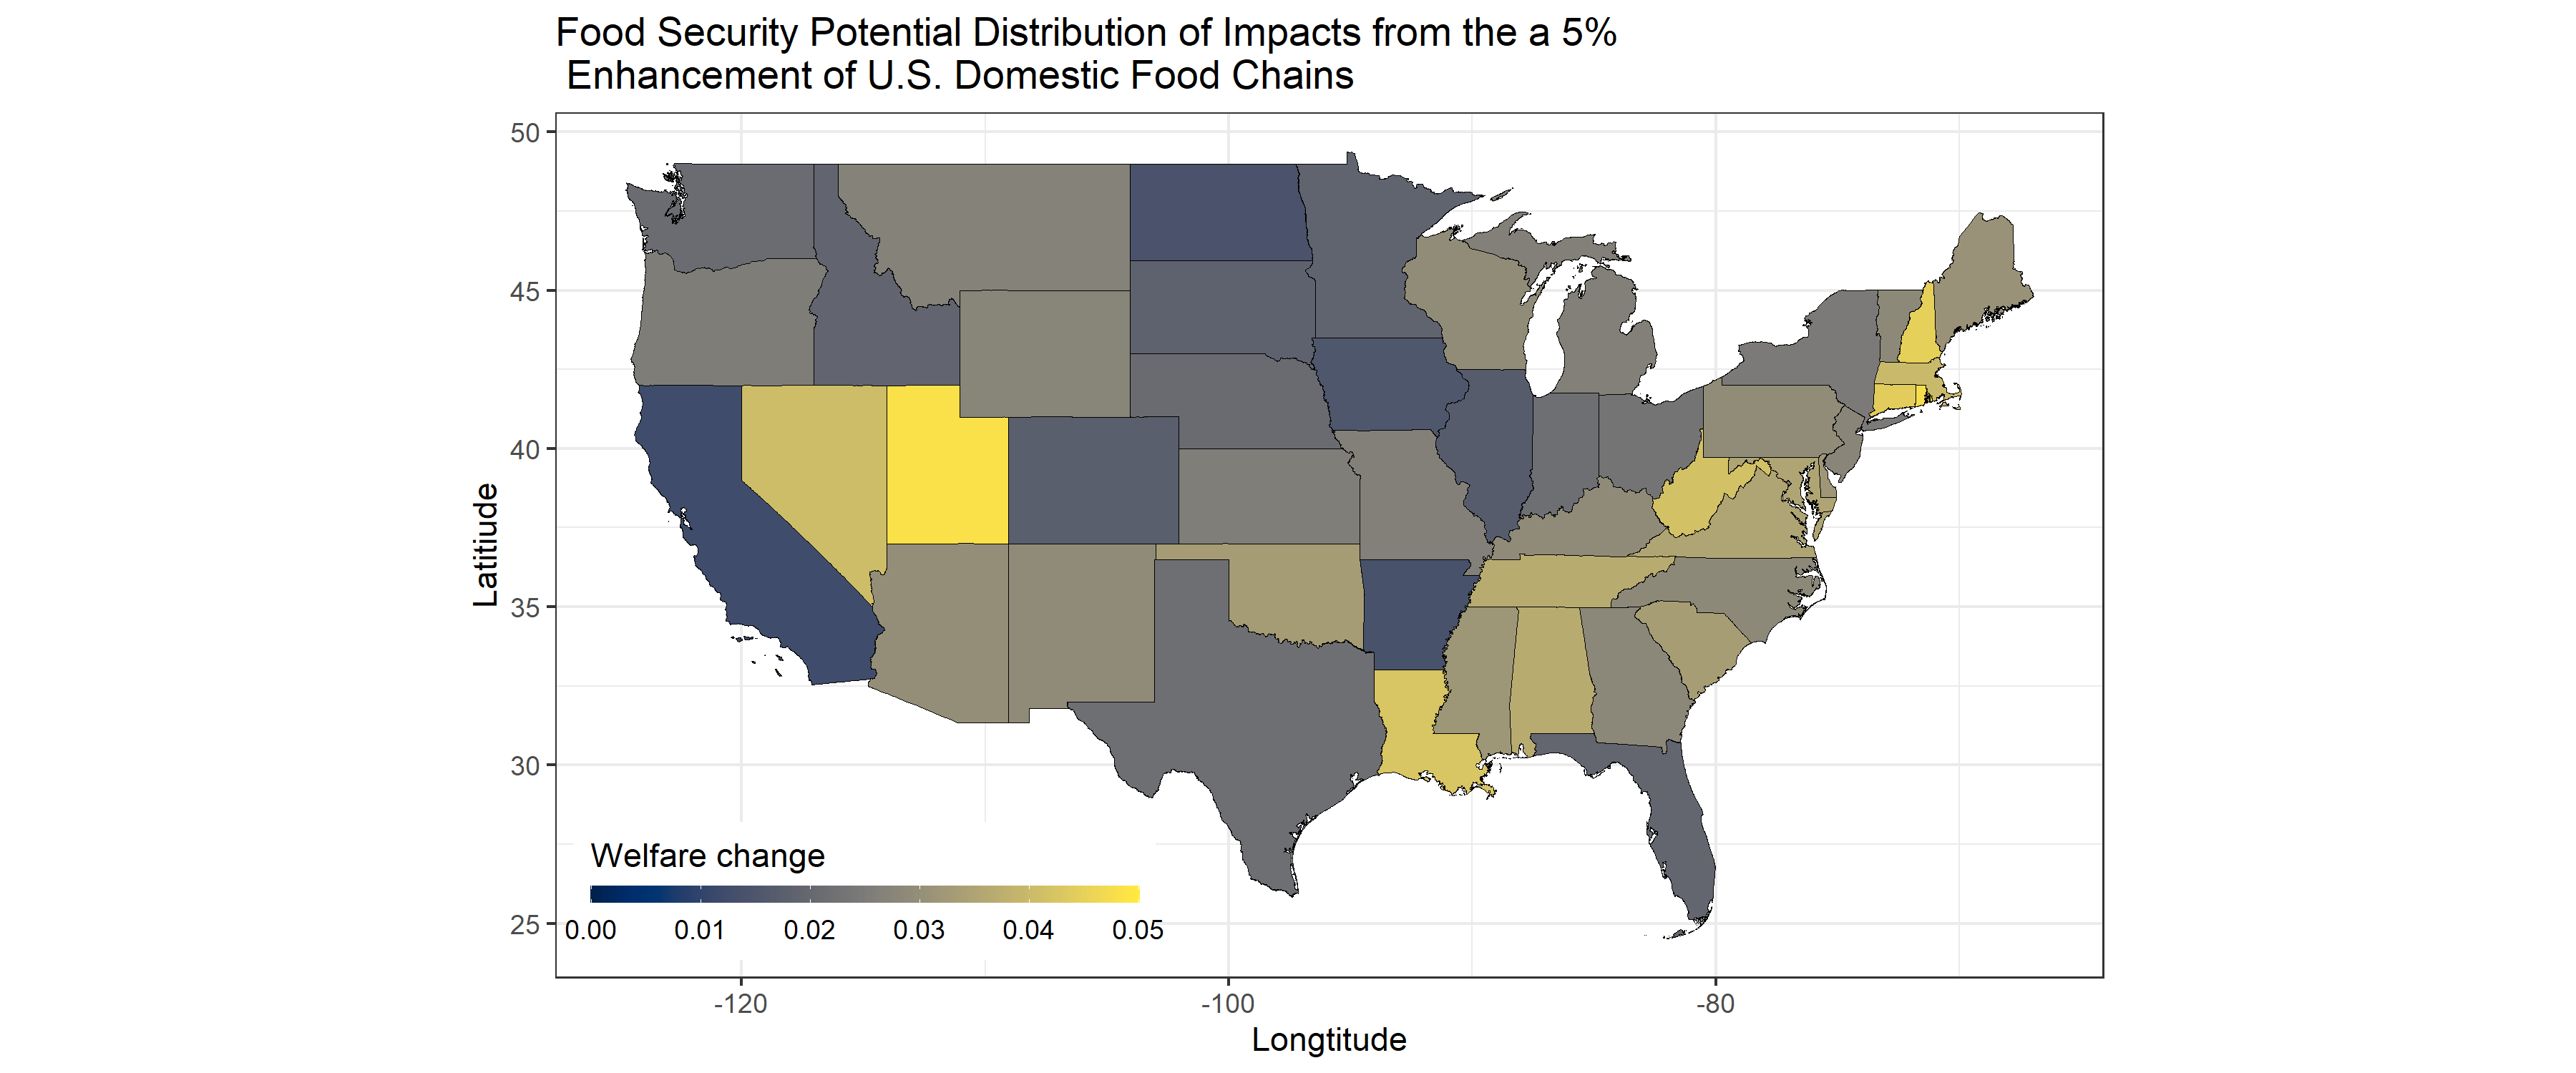 Food Security Potential Distribution of Impacts from the a 5%
Enhancement of U.S. Domestic Food Chains
50
45
40
35
30
25
Latitiude
Welfare change
0.00 0.01 0.02 0.03 0.04 0.05
-120 -100 -80
Longtitude